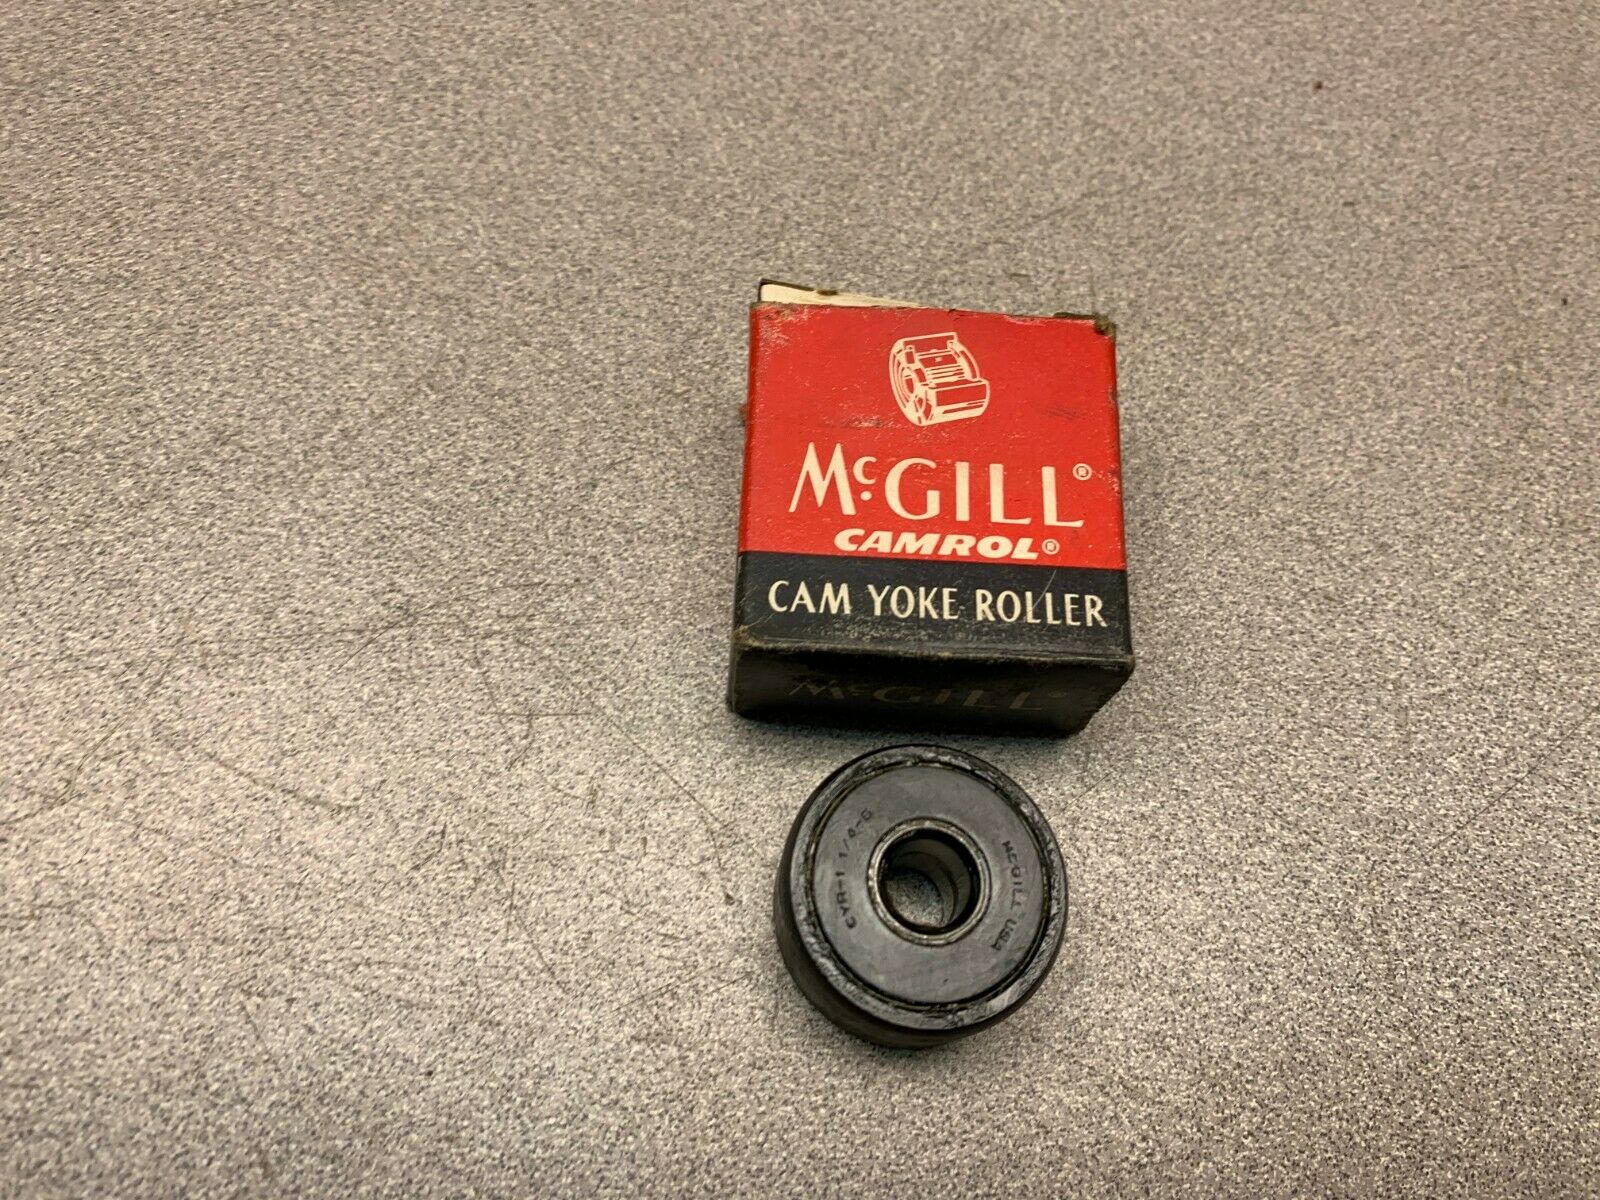 McGILL®
CAMROL®
CAM YOKE ROLLER
McGILL®
CYR-1 1/4-S
McGILL USA